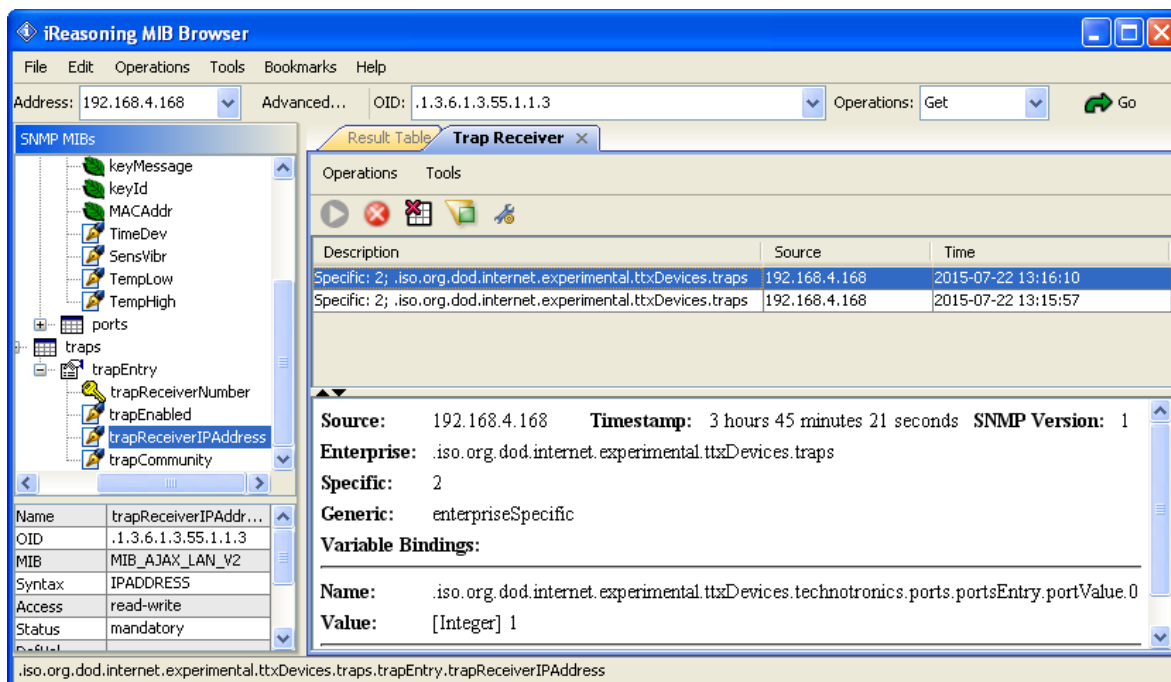 iReasoning MIB Browser
File Edit Operations Tools Bookmarks Help
Address: 192.168.4.168 Advanced... OID: .1.3.6.1.3.55.1.1.3 Operations: Get Go
SNMP MIBs
keyMessage
keyId
MACAddr
TimeDev
SensVibr
TempLow
TempHigh
ports
traps
trapEntry
trapReceiverNumber
trapEnabled
trapReceiverIPAddress
trapCommunity
Name trapReceiverIPAddr...
OID .1.3.6.1.3.55.1.1.3
MIB MIB_AJAX_LAN_V2
Syntax IPADDRESS
Access read-write
Status mandatory
Result Table Trap Receiver
Operations Tools
Description Source Time
Specific: 2; .iso.org.dod.internet.experimental.ttxDevices.traps 192.168.4.168 2015-07-22 13:16:10
Specific: 2; .iso.org.dod.internet.experimental.ttxDevices.traps 192.168.4.168 2015-07-22 13:15:57
Source: 192.168.4.168 Timestamp: 3 hours 45 minutes 21 seconds SNMP Version: 1
Enterprise: .iso.org.dod.internet.experimental.ttxDevices.traps
Specific: 2
Generic: enterpriseSpecific
Variable Bindings:
Name: .iso.org.dod.internet.experimental.ttxDevices.technotronics.ports.portsEntry.portValue.0
Value: [Integer] 1
.iso.org.dod.internet.experimental.ttxDevices.traps.trapEntry.trapReceiverIPAddress